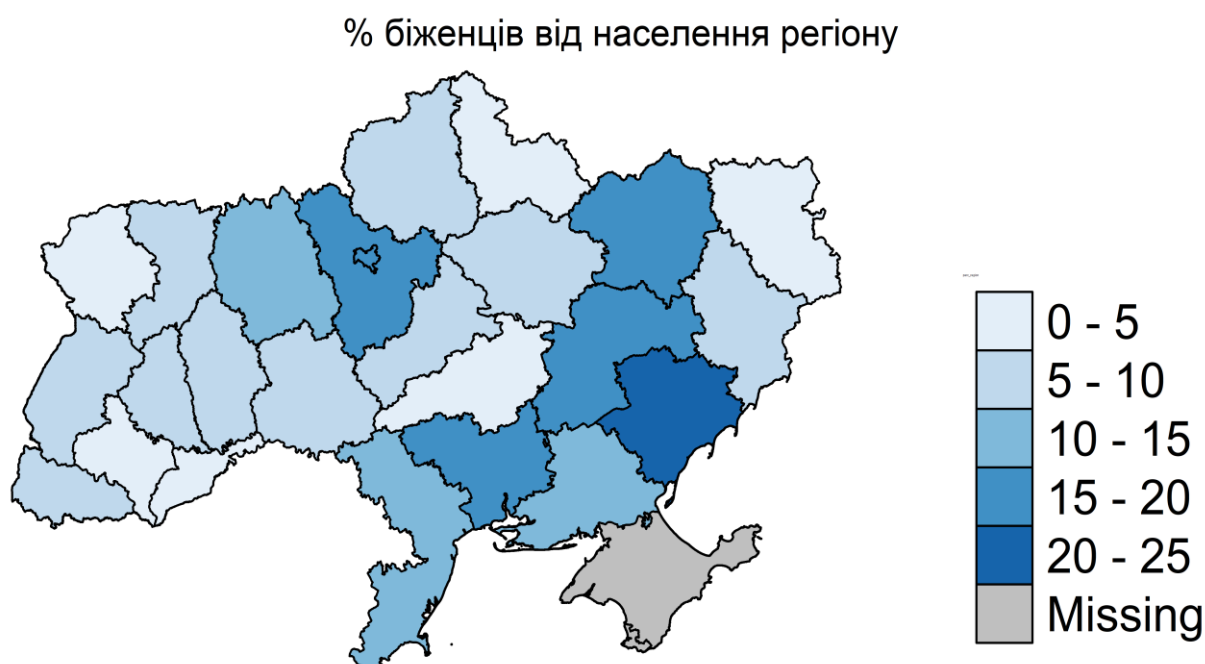 % біженців від населення регіону
0 - 5
5 - 10
10 - 15
15 - 20
20 - 25
Missing